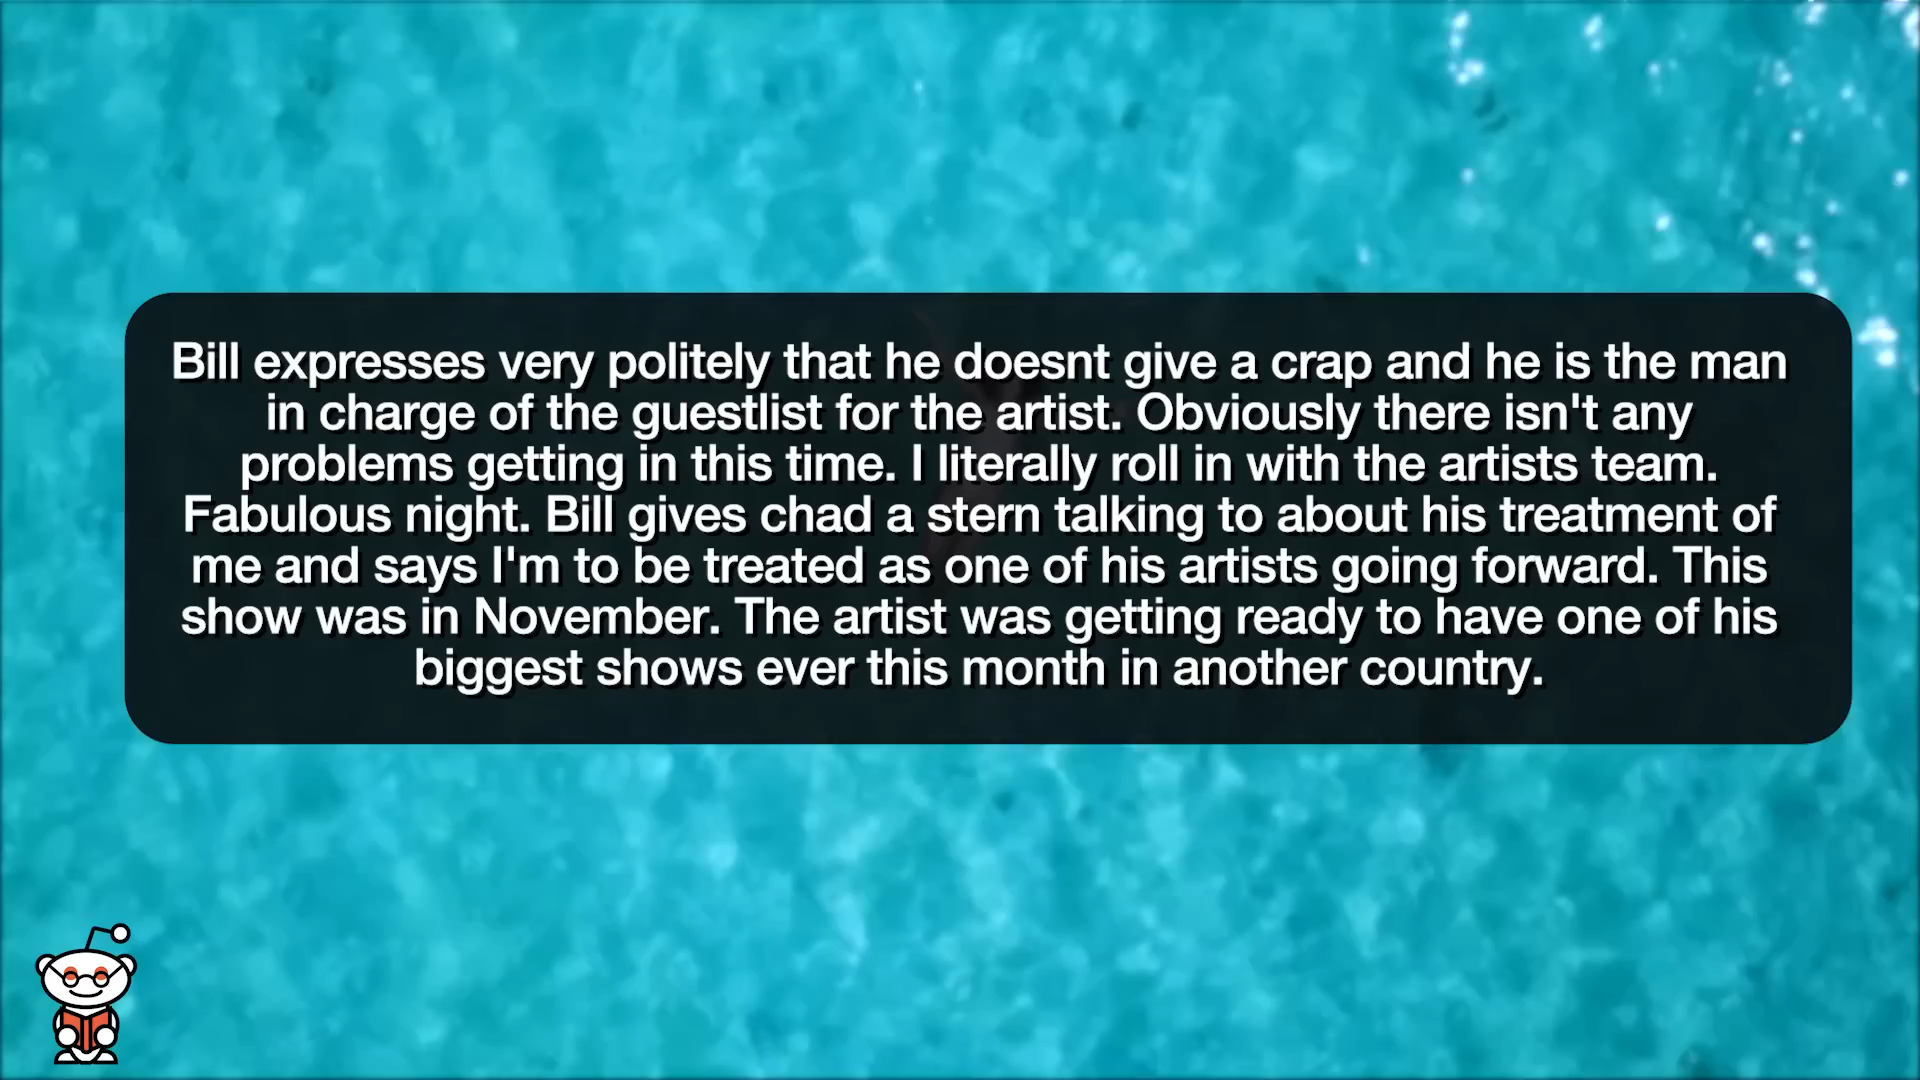 Bill expresses very politely that he doesnt give a crap and he is the man
in charge of the guestlist for the artist. Obviously there isn't any
problems getting in this time. I literally roll in with the artists team.
Fabulous night. Bill gives chad a stern talking to about his treatment of
me and says I'm to be treated as one of his artists going forward. This
show was in November. The artist was getting ready to have one of his
biggest shows ever this month in another country.